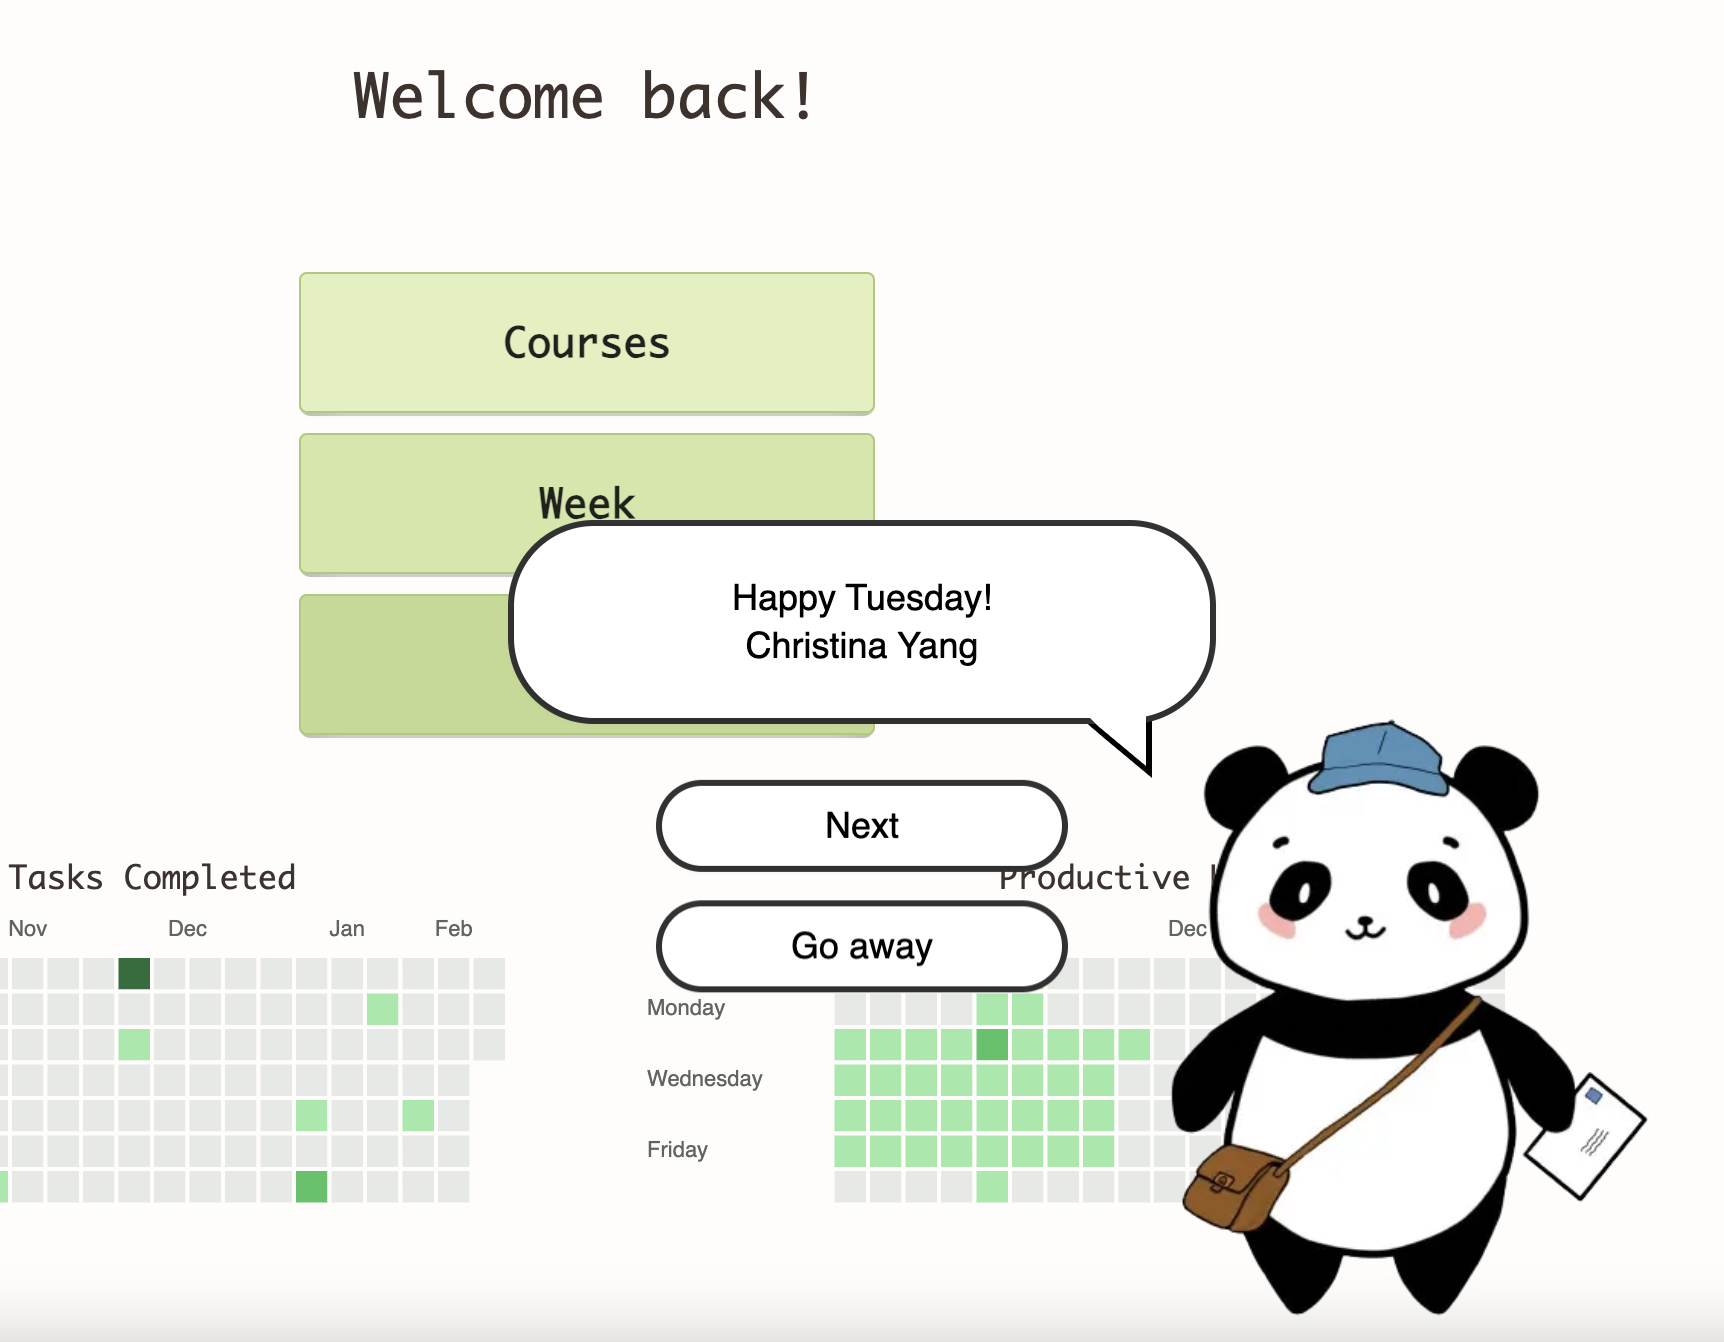 Welcome back!
Courses
Week
Happy Tuesday!
Christina Yang
Next
Go away
Tasks Completed
Nov Dec Jan Feb
Productive
Dec
Monday
Wednesday
Friday